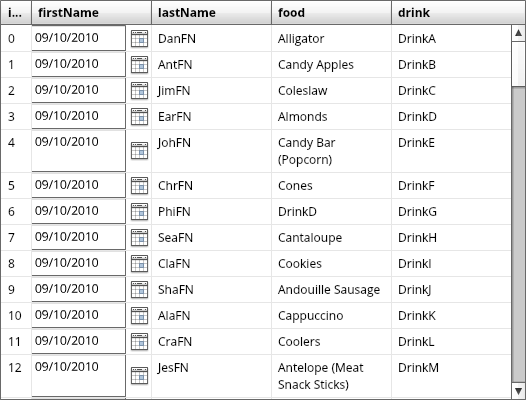 i... firstName lastName food drink
0 09/10/2010 DanFN Alligator DrinkA
1 09/10/2010 AntFN Candy Apples DrinkB
2 09/10/2010 JimFN Coleslaw DrinkC
3 09/10/2010 EarFN Almonds DrinkD
4 09/10/2010 JohFN Candy Bar DrinkE
(Popcorn)
5 09/10/2010 ChrFN Cones DrinkF
6 09/10/2010 PhiFN DrinkD DrinkG
7 09/10/2010 SeaFN Cantaloupe DrinkH
8 09/10/2010 ClaFN Cookies DrinkI
9 09/10/2010 ShaFN Andouille Sausage DrinkJ
10 09/10/2010 AlaFN Cappuccino DrinkK
11 09/10/2010 CraFN Coolers DrinkL
12 09/10/2010 JesFN Antelope (Meat DrinkM
Snack Sticks)